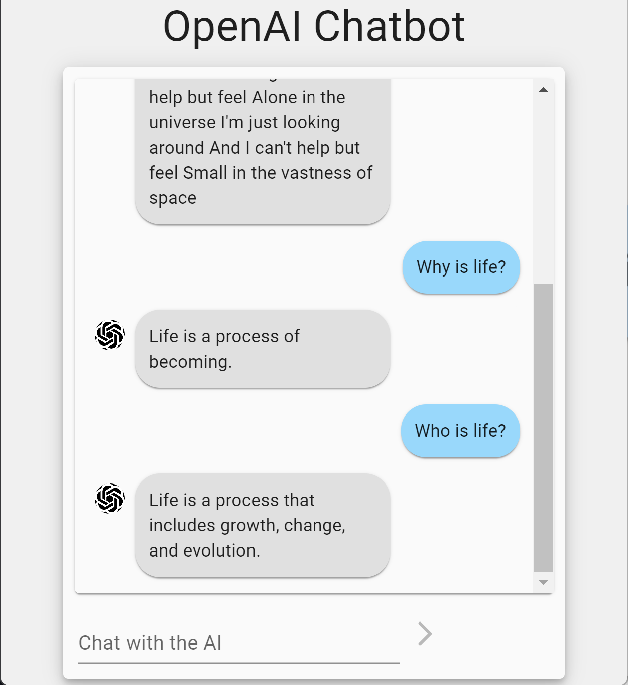 OpenAI Chatbot
help but feel Alone in the
universe I'm just looking
around And I can't help but
feel Small in the vastness of
space
Why is life?
Life is a process of
becoming.
Who is life?
Life is a process that
includes growth, change,
and evolution.
Chat with the AI